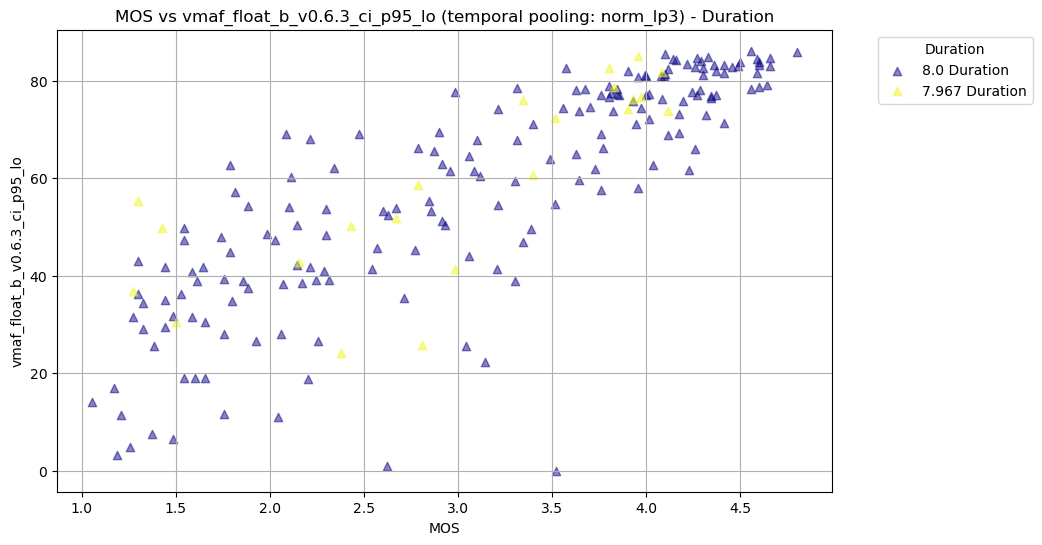 MOS vs vmaf_float_b_v0.6.3_ci_p95_lo (temporal pooling: norm_lp3) - Duration
Duration
8.0 Duration
7.967 Duration
vmaf_float_b_v0.6.3_ci_p95_lo
80
60
40
20
0
1.0 1.5 2.0 2.5 3.0 3.5 4.0 4.5
MOS